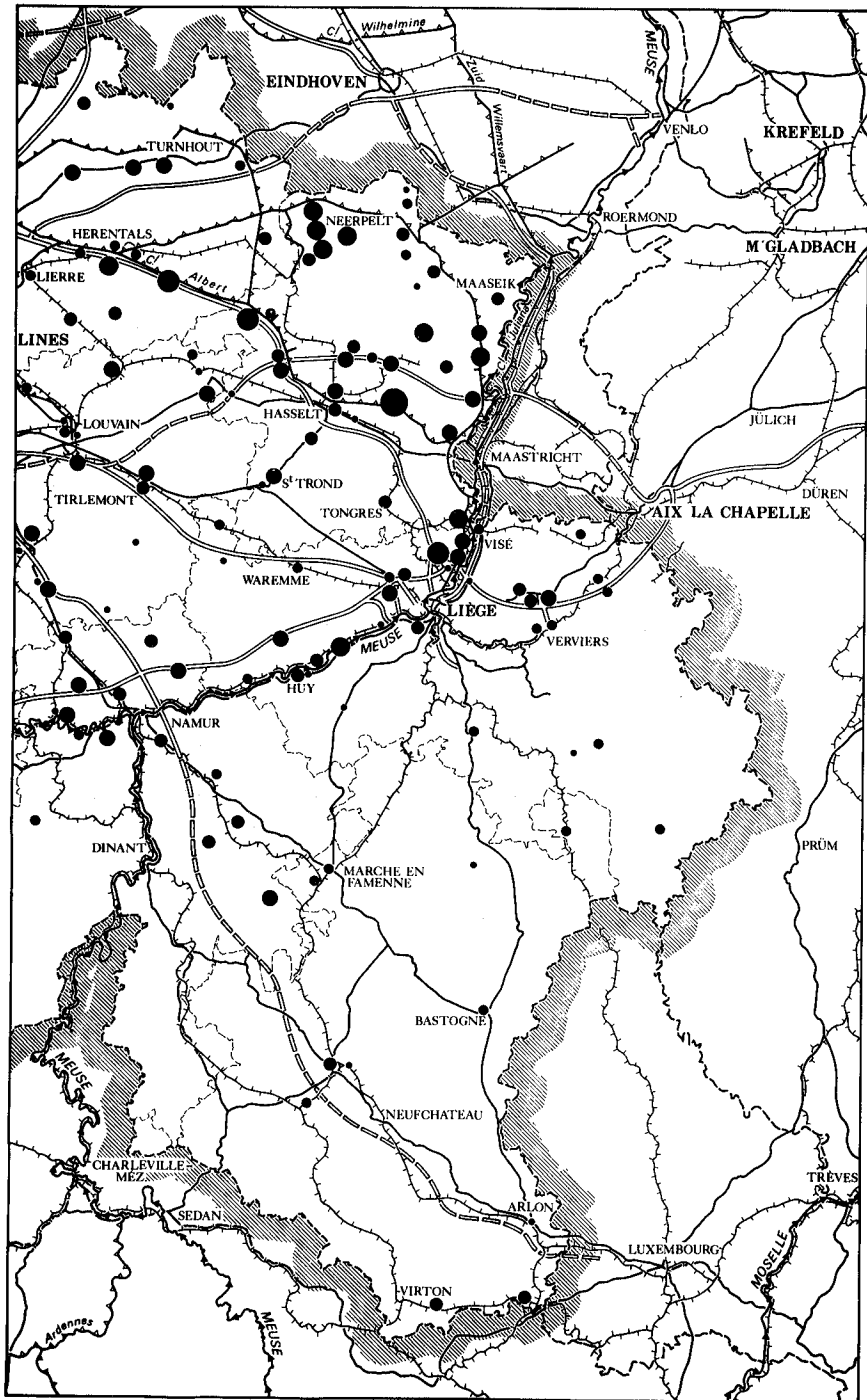 C!
Wilhelmine
MEUSE
EINDHOVEN
Zuid
Willemsvaart
VENLO
KREFELD
TURNHOUT
NEERPELT
ROERMOND
HERENTALS
M'GLADBACH
C!
Albert
LIERRE
MAASEIK
LINES
C! Juliana
HASSELT
LOUVAIN
JÜLICH
MAASTRICHT
TIRLEMONT
St TROND
DÜREN
TONGRES
AIX LA CHAPELLE
VISÉ
WAREMME
LIÈGE
MEUSE
VERVIERS
HUY
NAMUR
DINANT
MARCHE EN
FAMENNE
PRÜM
BASTOGNE
MEUSE
NEUFCHATEAU
CHARLEVILLE-
MÉZ.
TRÈVES
SEDAN
ARLON
LUXEMBOURG
MOSELLE
VIRTON
MEUSE
Ardennes